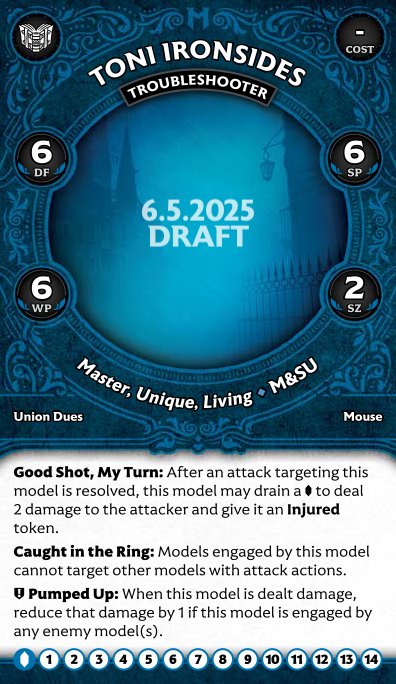 TONI IRONSIDES
TROUBLESHOOTER
-
COST
6
DF
6
SP
6.5.2025
DRAFT
6
WP
2
SZ
Master, Unique, Living ⬥ M&SU
Union Dues
Mouse
Good Shot, My Turn: After an attack targeting this
model is resolved, this model may drain a ⬧ to deal
2 damage to the attacker and give it an Injured
token.
Caught in the Ring: Models engaged by this model
cannot target other models with attack actions.
Pumped Up: When this model is dealt damage,
reduce that damage by 1 if this model is engaged by
any enemy model(s).
1 2 3 4 5 6 7 8 9 10 11 12 13 14